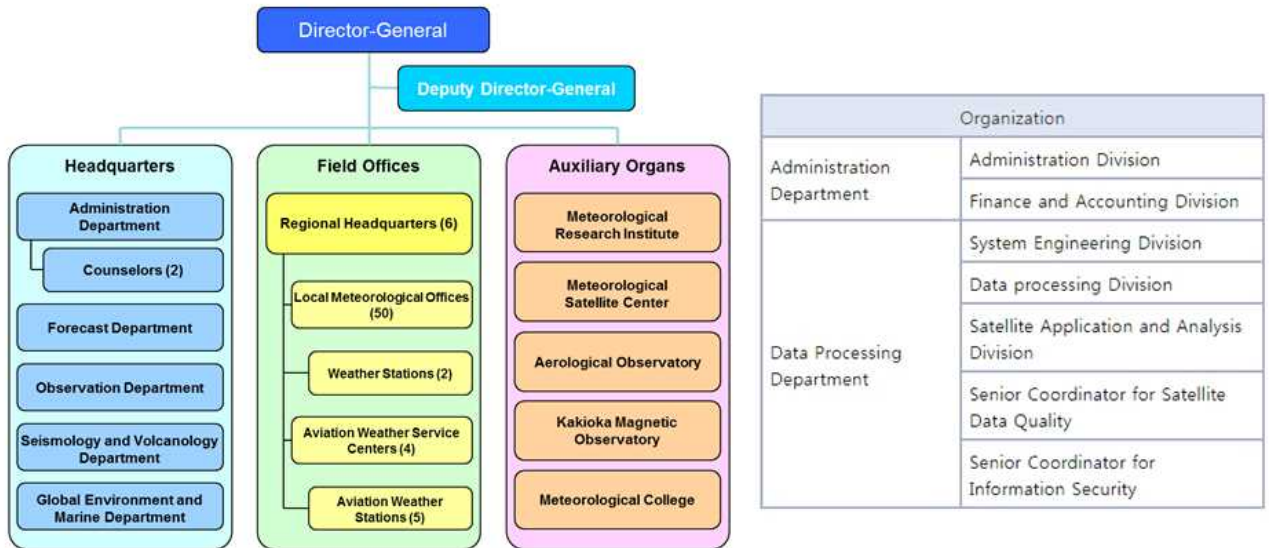 Director-General
Deputy Director-General
Headquarters
Administration
Department
Counselors (2)
Forecast Department
Observation Department
Seismology and Volcanology
Department
Global Environment and
Marine Department
Field Offices
Regional Headquarters (6)
Local Meteorological Offices
(50)
Weather Stations (2)
Aviation Weather Service
Centers (4)
Aviation Weather
Stations (5)
Auxiliary Organs
Meteorological
Research Institute
Meteorological
Satellite Center
Aerological Observatory
Kakioka Magnetic
Observatory
Meteorological College
Organization
Administration
Department
Administration Division
Finance and Accounting Division
Data Processing
Department
System Engineering Division
Data processing Division
Satellite Application and Analysis
Division
Senior Coordinator for Satellite
Data Quality
Senior Coordinator for
Information Security